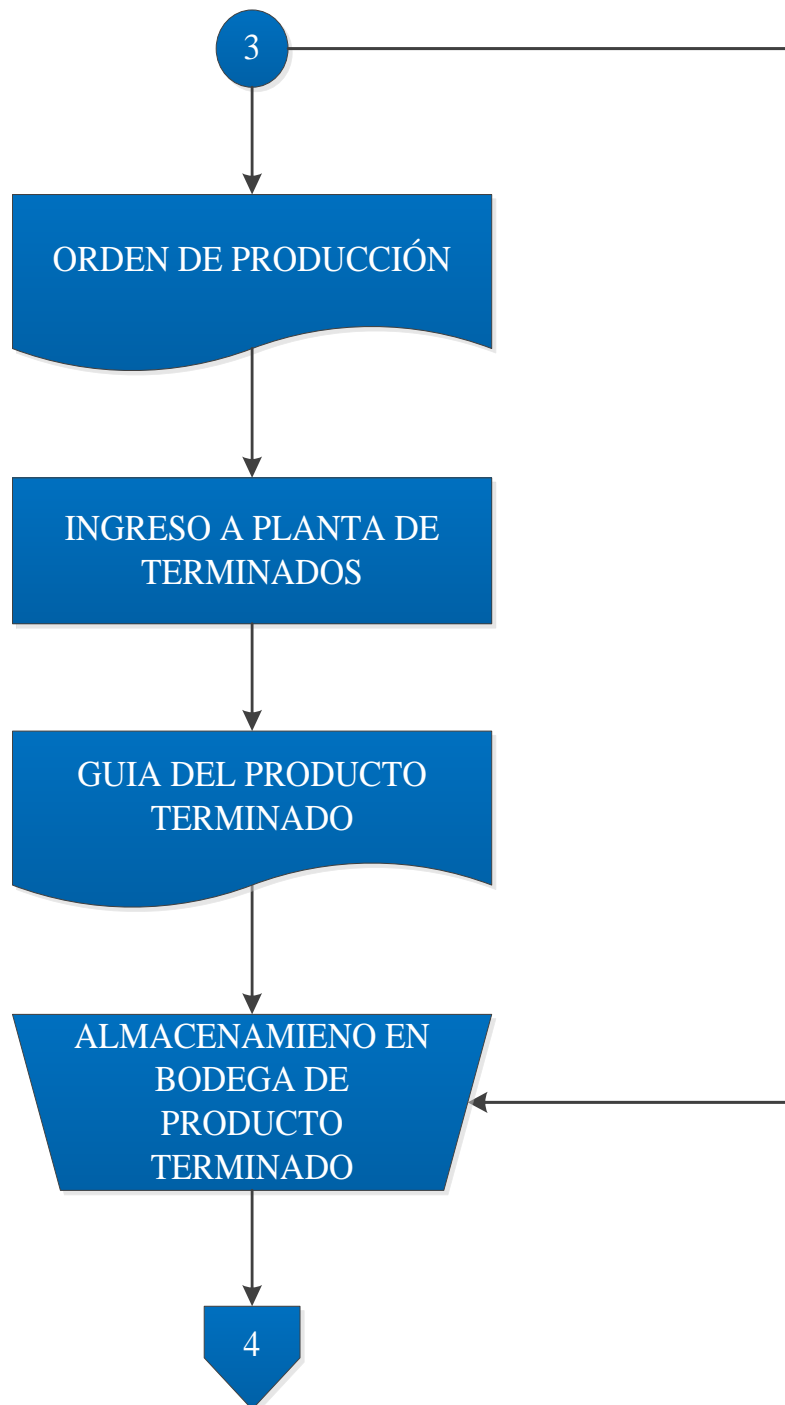 3
ORDEN DE PRODUCCIÓN
INGRESO A PLANTA DE
TERMINADOS
GUIA DEL PRODUCTO
TERMINADO
ALMACENAMIENO EN
BODEGA DE
PRODUCTO
TERMINADO
4